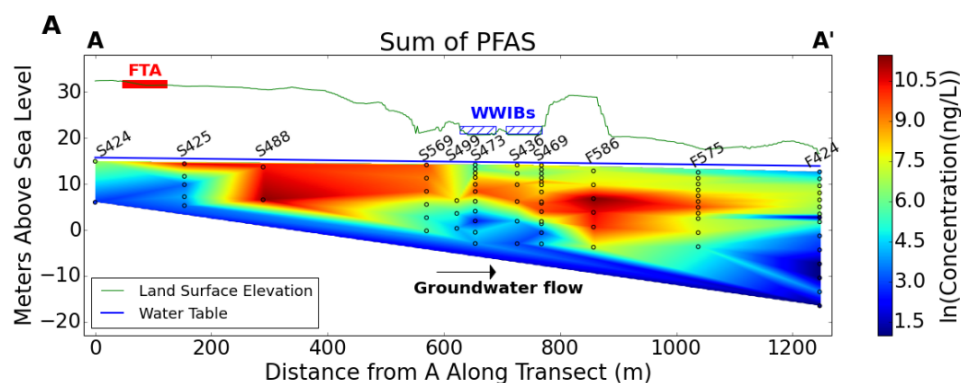 A
A
Sum of PFAS
A'
FTA
WWIBs
S424
S425
S488
S569
S499
S473
S436
S469
F586
F575
F424
30
20
10
0
−10
−20
Meters Above Sea Level
Land Surface Elevation
Water Table
Groundwater flow
0
200
400
600
800
1000
1200
Distance from A Along Transect (m)
10.5
9.0
7.5
6.0
4.5
3.0
1.5
ln(Concentration(ng/L)